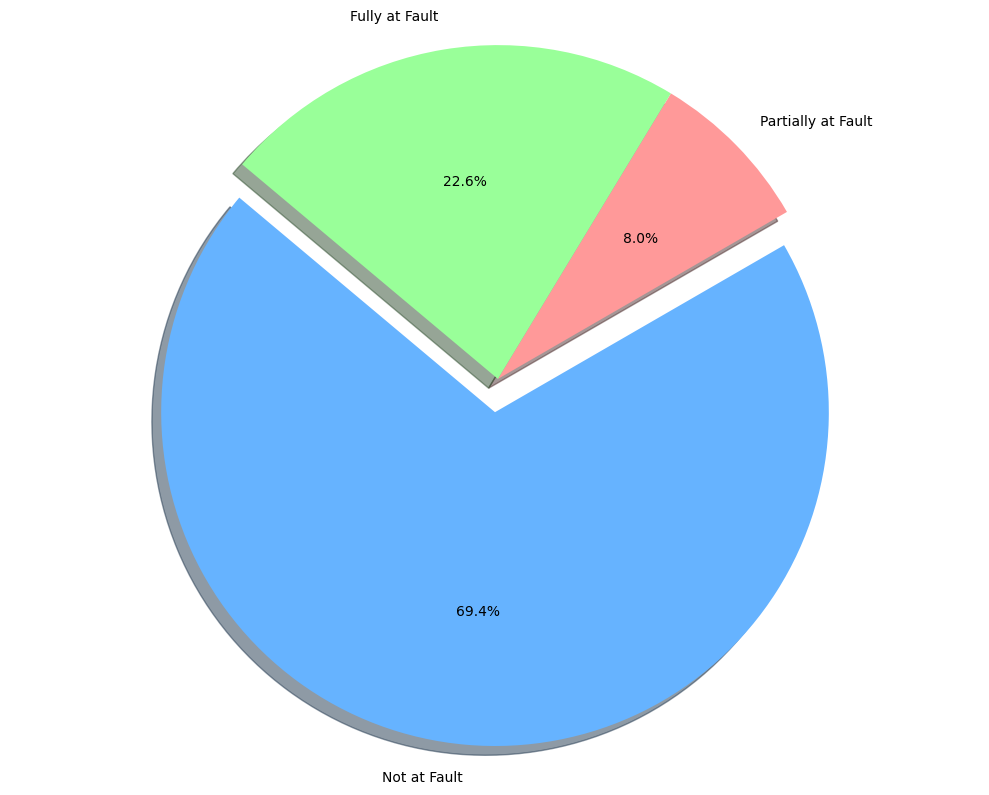 Fully at Fault
Partially at Fault
22.6%
8.0%
69.4%
Not at Fault